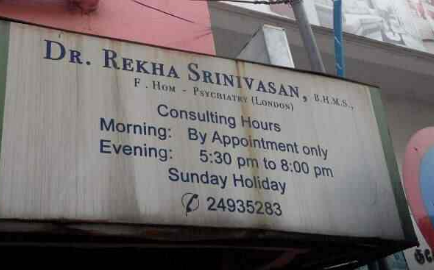 DR. REKHA SRINIVASAN, B.H.M.S.,
F. HOM - PSYCHIATRY (LONDON)
Consulting Hours
Morning: By Appointment only
Evening: 5:30 pm to 8:00 pm
Sunday Holiday
✆ 24935283